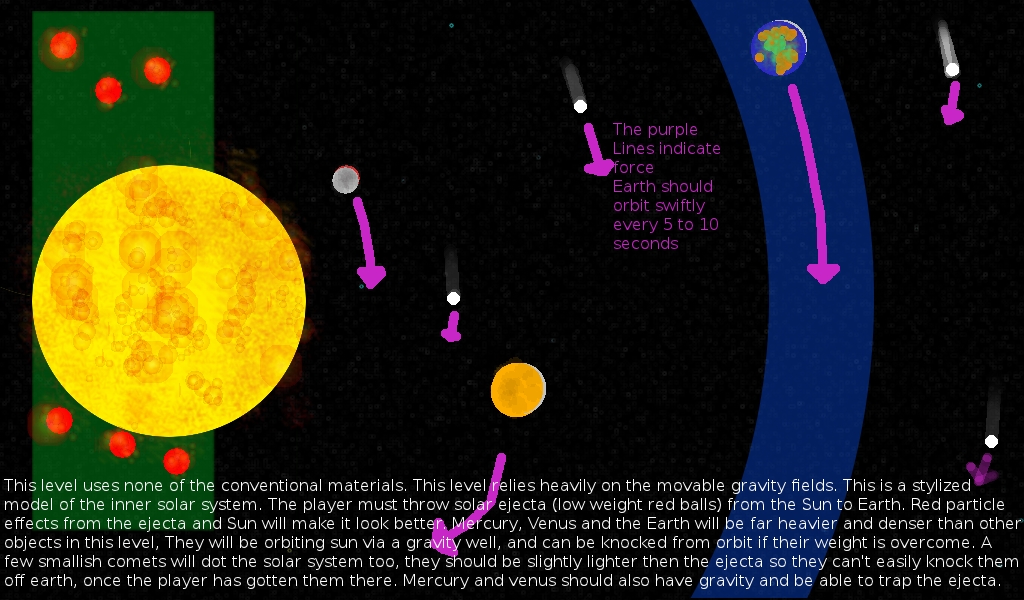 The purple
Lines indicate
force
Earth should
orbit swiftly
every 5 to 10
seconds
This level uses none of the conventional materials. This level relies heavily on the movable gravity fields. This is a stylized
model of the inner solar system. The player must throw solar ejecta (low weight red balls) from the Sun to Earth. Red particle
effects from the ejecta and Sun will make it look better. Mercury, Venus and the Earth will be far heavier and denser than other
objects in this level, They will be orbiting sun via a gravity well, and can be knocked from orbit if their weight is overcome. A
few smallish comets will dot the solar system too, they should be slightly lighter then the ejecta so they can't easily knock them
off earth, once the player has gotten them there. Mercury and venus should also have gravity and be able to trap the ejecta.